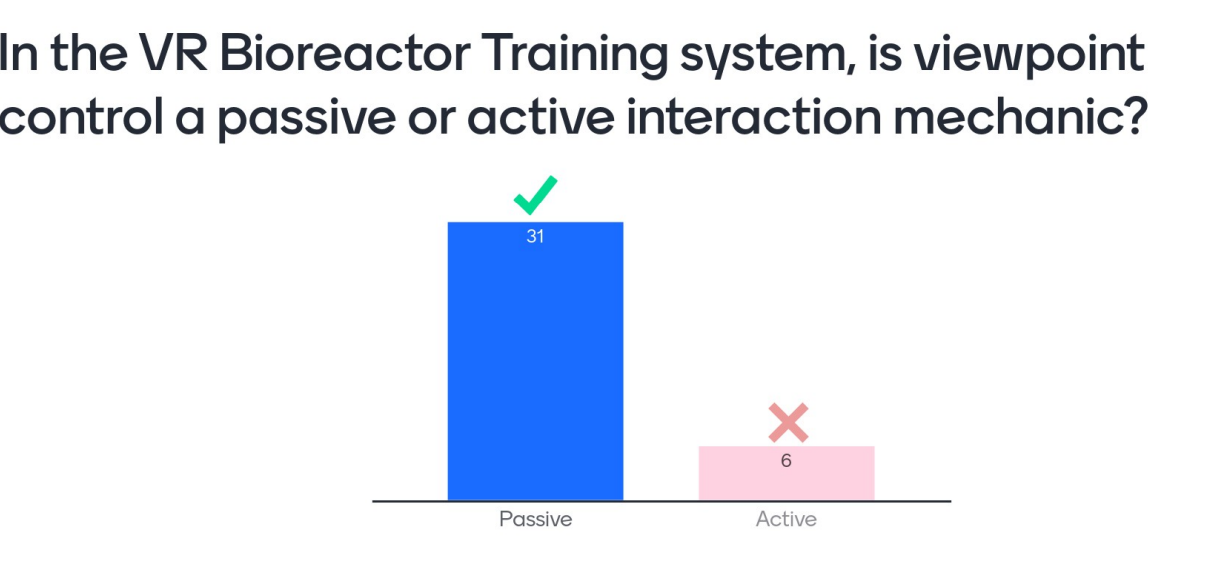 In the VR Bioreactor Training system, is viewpoint
control a passive or active interaction mechanic?
31
6
Passive
Active